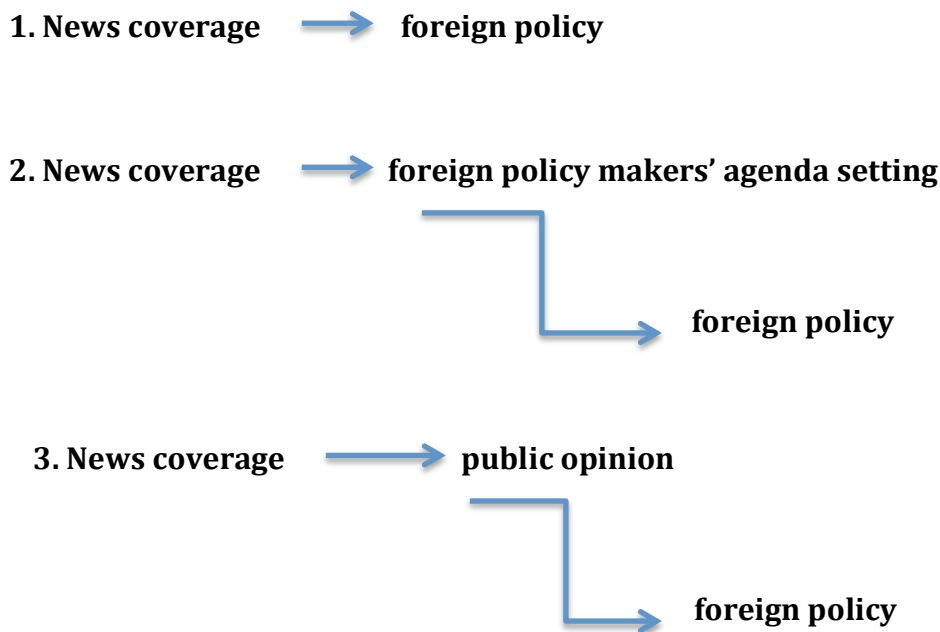 1. News coverage foreign policy
2. News coverage foreign policy makers’ agenda setting
foreign policy
3. News coverage public opinion
foreign policy